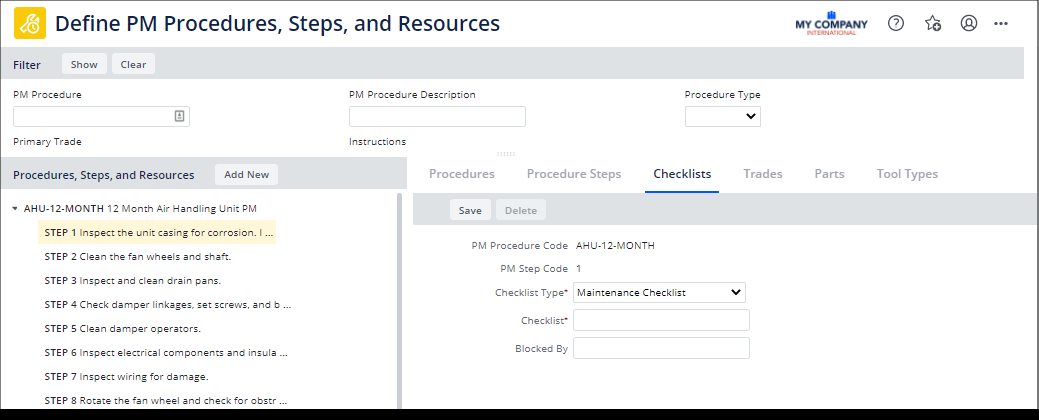 Define PM Procedures, Steps, and Resources
MY COMPANY
INTERNATIONAL
Filter Show Clear
PM Procedure PM Procedure Description Procedure Type
Primary Trade Instructions
Procedures, Steps, and Resources Add New
Procedures Procedure Steps Checklists Trades Parts Tool Types
Save Delete
AHU-12-MONTH 12 Month Air Handling Unit PM
STEP 1 Inspect the unit casing for corrosion. I ...
STEP 2 Clean the fan wheels and shaft.
STEP 3 Inspect and clean drain pans.
STEP 4 Check damper linkages, set screws, and b ...
STEP 5 Clean damper operators.
STEP 6 Inspect electrical components and insula ...
STEP 7 Inspect wiring for damage.
STEP 8 Rotate the fan wheel and check for obstr ...
PM Procedure Code AHU-12-MONTH
PM Step Code 1
Checklist Type* Maintenance Checklist
Checklist*
Blocked By